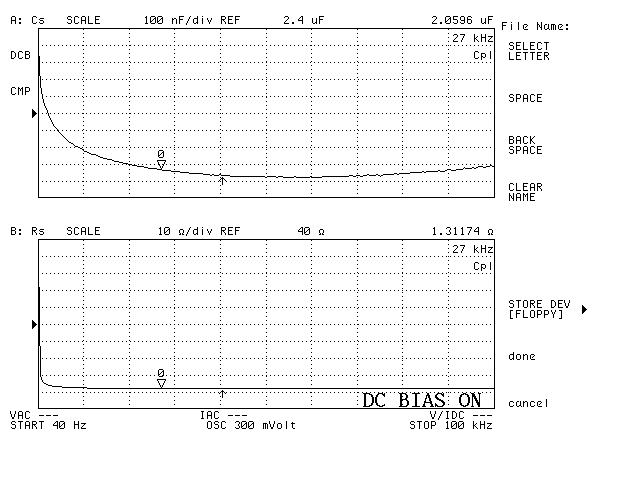 A: Cs SCALE 100 nF/div REF 2.4 uF 2.0596 uF
File Name:
27 kHz
Cpl
DCB
CMP
0
SELECT
LETTER
SPACE
BACK
SPACE
CLEAR
NAME
B: Rs SCALE 10 Ω/div REF 40 Ω 1.31174 Ω
27 kHz
Cpl
0
DC BIAS ON
STORE DEV
[FLOPPY]
done
cancel
VAC --- IAC --- V/IDC ---
START 40 Hz OSC 300 mVolt STOP 100 kHz